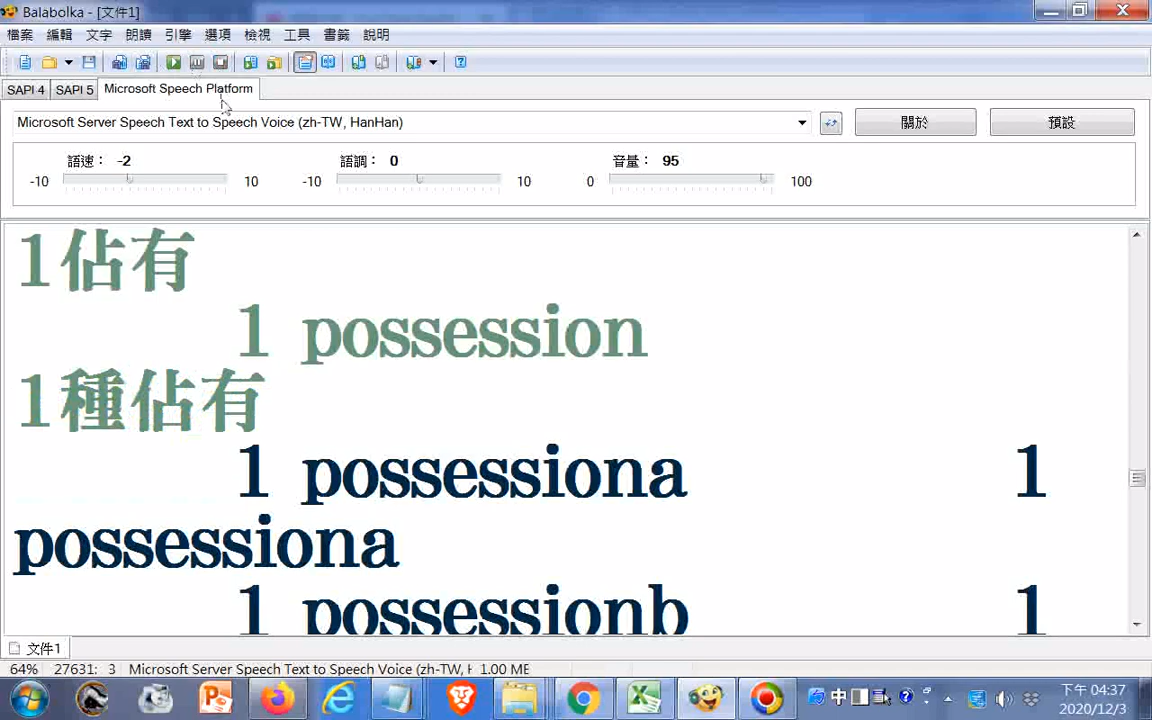 Balabolka - [文件1]
檔案 編輯 文字 朗讀 引擎 選項 檢視 工具 書籤 說明
SAPI 4 SAPI 5 Microsoft Speech Platform
Microsoft Server Speech Text to Speech Voice (zh-TW, HanHan) 關於 預設
語速： -2 語調： 0 音量： 95
-10 10 -10 10 0 100
1佔有
1 possession
1種佔有
1 possessiona 1
possessiona
1 possessionb 1
文件1
64% 27631: 3 Microsoft Server Speech Text to Speech Voice (zh-TW, H 1.00 ME
中 下午 04:37
2020/12/3